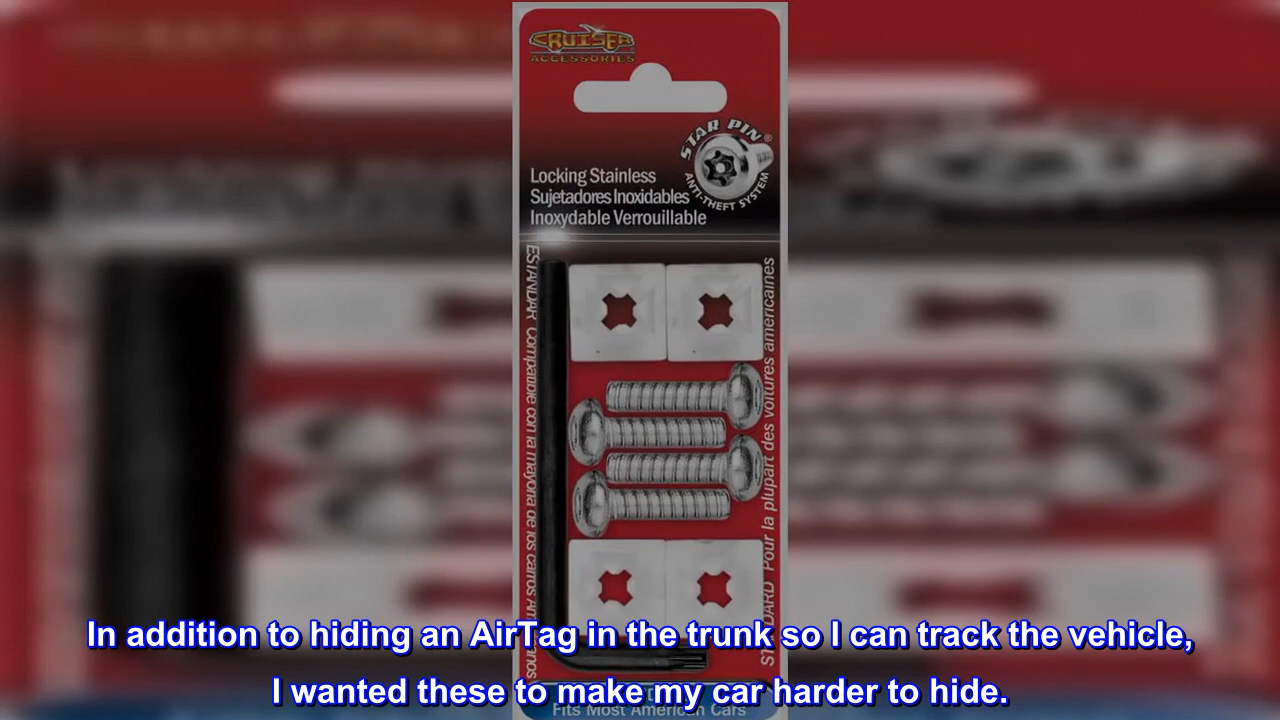 CRUISER
ACCESSORIES
STAR PIN®
ANTI-THEFT SYSTEM
Locking Stainless
Sujetadores Inoxidables
Inoxydable Verrouillable
ESTANDAR Compatible con la mayoria de los carros
STANDARD Pour la plupart des voitures americaines
In addition to hiding an AirTag in the trunk so I can track the vehicle,
I wanted these to make my car harder to hide.
Fits Most American Cars